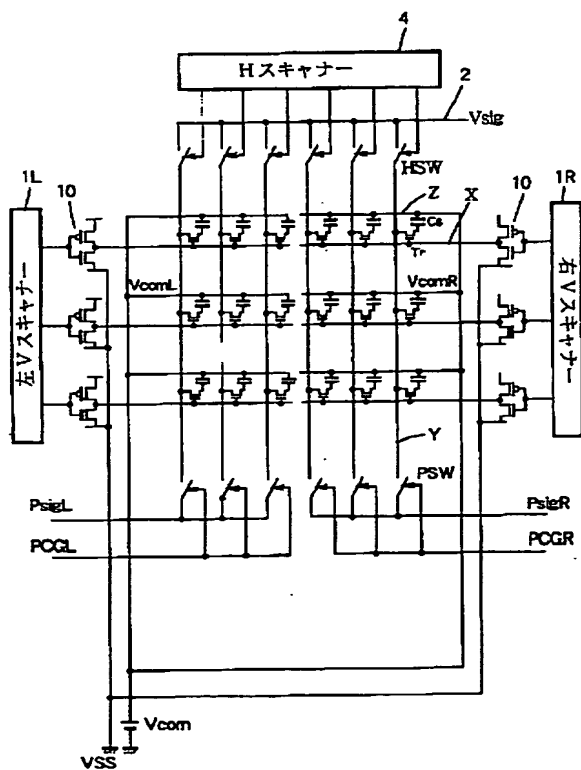 4
Hスキャナー
2
Vsig
HSW
1L
10
Z
X
10
1R
Cs
Tr
左Vスキャナー
VcomL
VcomR
右Vスキャナー
Y
PSW
PsigL
PsigR
PCGL
PCGR
Vcom
VSS